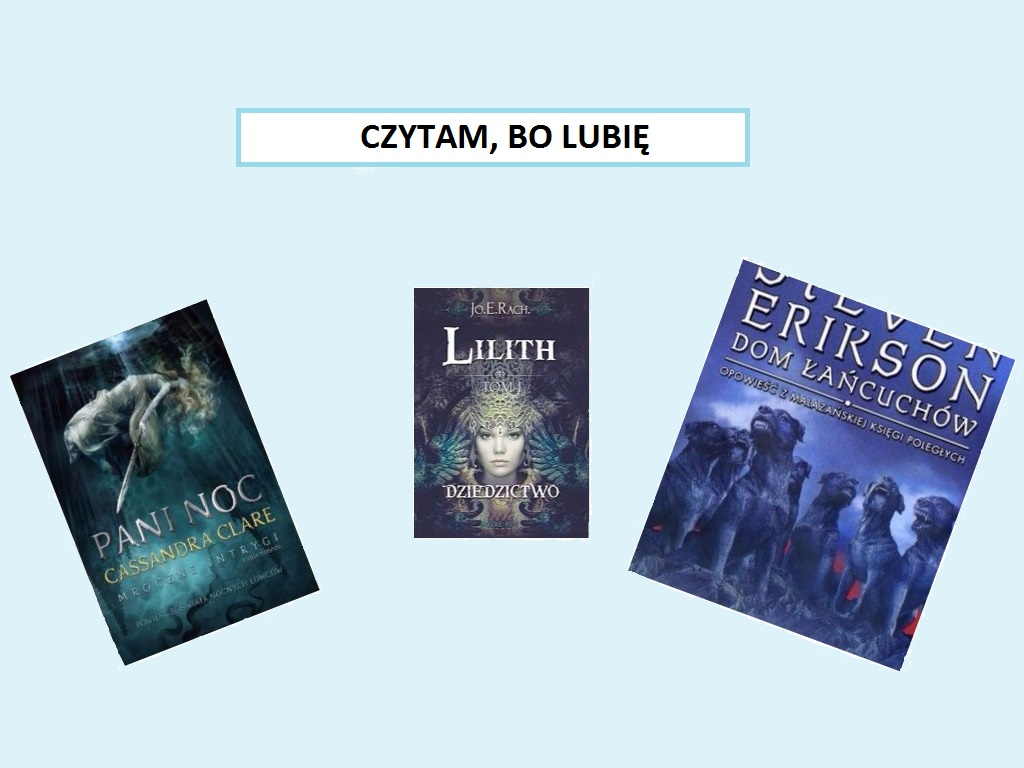 CZYTAM, BO LUBIĘ
PANI NOC
CASSANDRA CLARE
MROCZNE INTRYGI
JO.E.RACH.
LILITH
TOM I
DZIEDZICTWO
STEVEN
ERIKSON
DOM ŁAŃCUCHÓW
OPOWIEŚĆ Z MALAZAŃSKIEJ KSIĘGI POLEGŁYCH